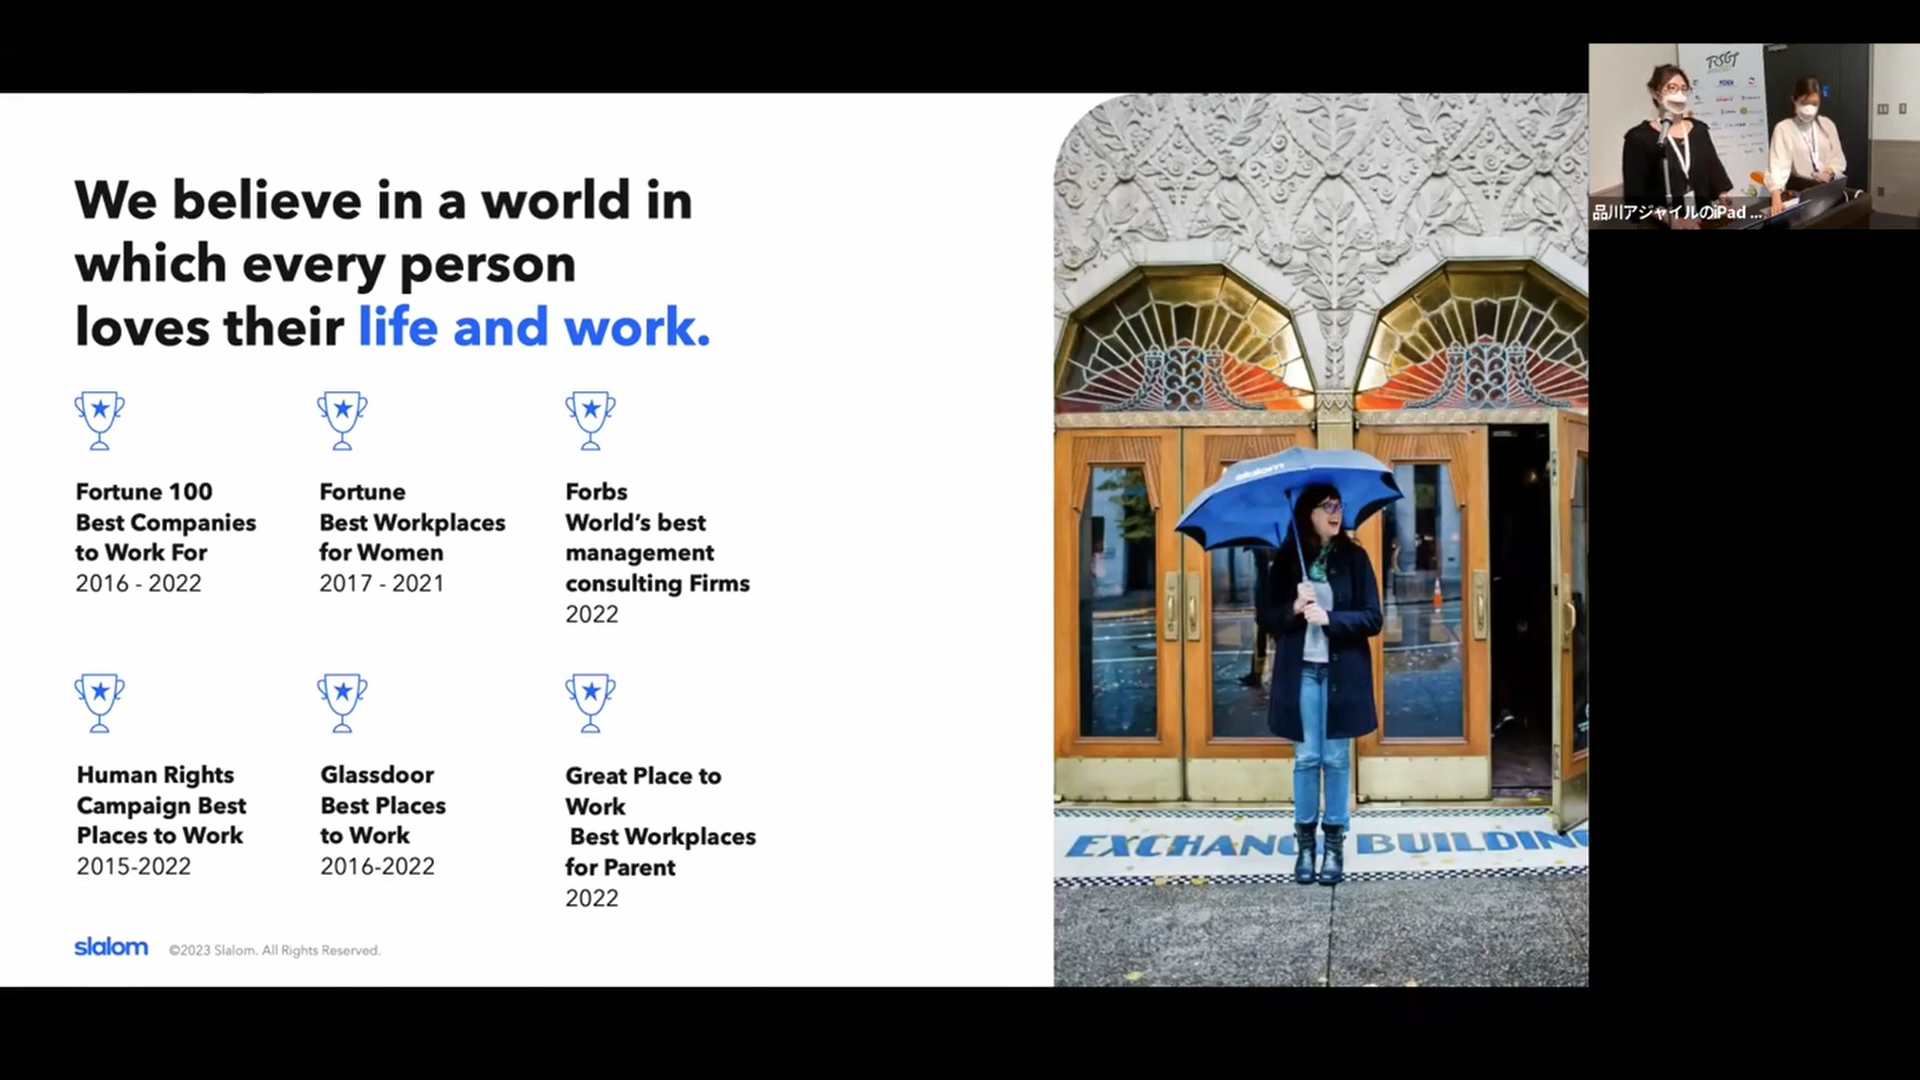 We believe in a world in
which every person
loves their life and work.
Fortune 100
Best Companies
to Work For
2016 - 2022
Fortune
Best Workplaces
for Women
2017 - 2021
Forbs
World’s best
management
consulting Firms
2022
Human Rights
Campaign Best
Places to Work
2015-2022
Glassdoor
Best Places
to Work
2016-2022
Great Place to
Work
Best Workplaces
for Parent
2022
slalom
©2023 Slalom. All Rights Reserved.
slalom
EXCHANG BUILDING
RSGT
品川アジャイルのiPad ...